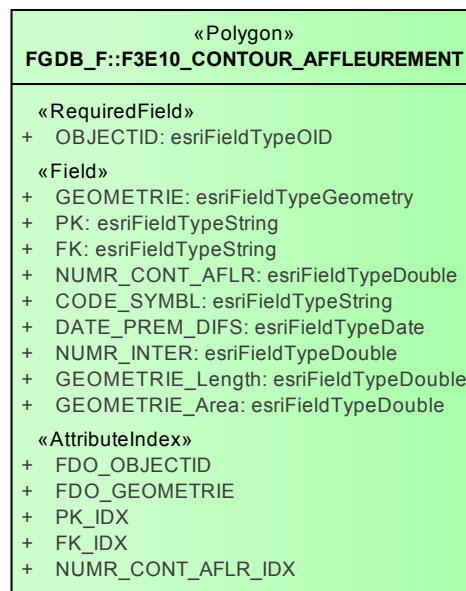 «Polygon»
FGDB_F::F3E10_CONTOUR_AFFLEUREMENT
«RequiredField»
+ OBJECTID: esriFieldTypeOID
«Field»
+ GEOMETRIE: esriFieldTypeGeometry
+ PK: esriFieldTypeString
+ FK: esriFieldTypeString
+ NUMR_CONT_AFLR: esriFieldTypeDouble
+ CODE_SYMBL: esriFieldTypeString
+ DATE_PREM_DIFS: esriFieldTypeDate
+ NUMR_INTER: esriFieldTypeDouble
+ GEOMETRIE_Length: esriFieldTypeDouble
+ GEOMETRIE_Area: esriFieldTypeDouble
«AttributeIndex»
+ FDO_OBJECTID
+ FDO_GEOMETRIE
+ PK_IDX
+ FK_IDX
+ NUMR_CONT_AFLR_IDX